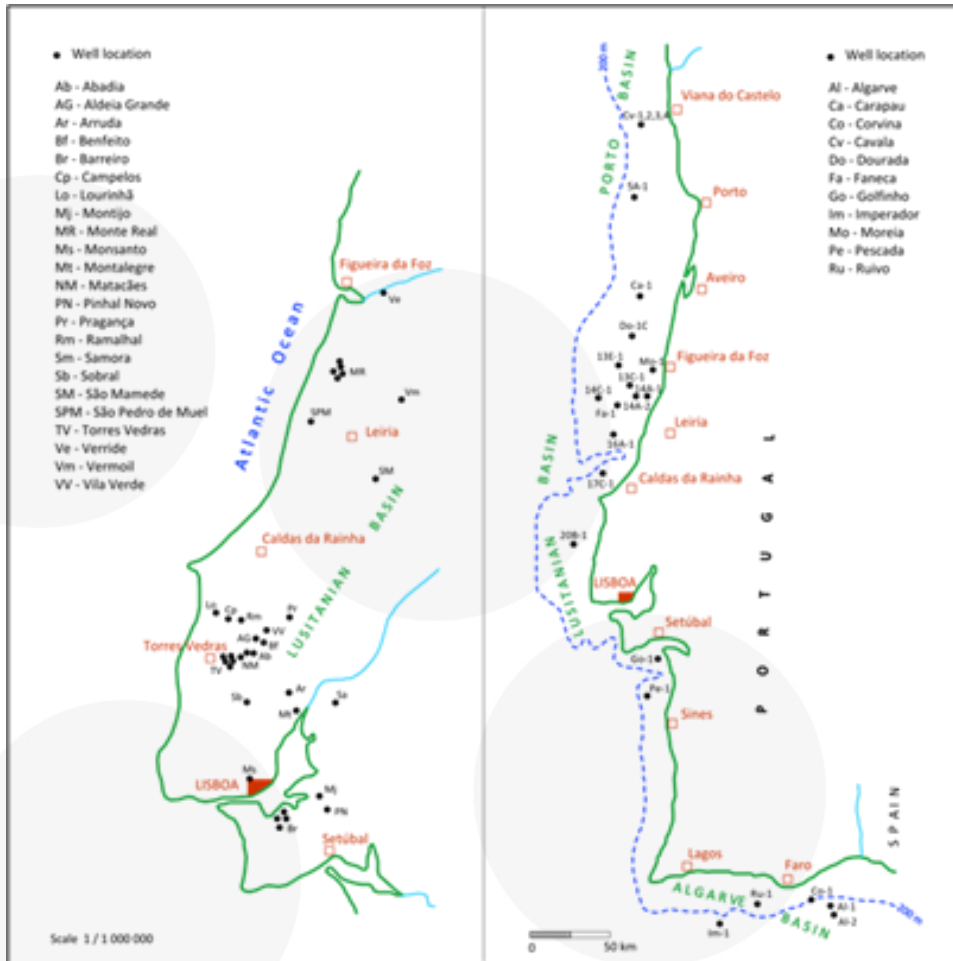 Well location
Ab - Abadia
AG - Aldeia Grande
Ar - Arruda
Bf - Benfeito
Br - Barreiro
Cp - Campelos
Lo - Lourinhã
Mj - Montijo
MR - Monte Real
Ms - Monsanto
Mt - Montalegre
NM - Matacães
PN - Pinhal Novo
Pr - Pragança
Rm - Ramalhal
Sm - Samora
Sb - Sobral
SM - São Mamede
SPM - São Pedro de Muel
TV - Torres Vedras
Ve - Verride
Vm - Vermoil
VV - Vila Verde
Atlantic Ocean
Figueira da Foz
Ve
MR
Vm
SPM
Leiria
SM
LUSITANIAN BASIN
Caldas da Rainha
Lo
Cp
Rm
VV
AG
Bf
Torres Vedras
Ab
NM
TV
Ar
Sa
Sb
Mt
Ms
LISBOA
Mj
PN
Br
Setúbal
Scale 1 / 1 000 000
Well location
Al - Algarve
Ca - Carapau
Co - Corvina
Cv - Cavala
Do - Dourada
Fa - Faneca
Go - Golfinho
Im - Imperador
Mo - Moreia
Pe - Pescada
Ru - Ruivo
200 m
PORTO BASIN
Viana do Castelo
Cv-1,2,3,4
5A-1
Porto
Aveiro
Ca-1
Do-1C
13E-1
Mo-1
Figueira da Foz
13C-1
14C-1
14A-1
Fa-1
14A-2
Leiria
16A-1
LUSITANIAN BASIN
17C-1
Caldas da Rainha
20B-1
LISBOA
PORTUGAL
Setúbal
Go-1
Pe-1
Sines
SPAIN
Lagos
Faro
ALGARVE BASIN
Ru-1
Co-1
Al-1
Al-2
Im-1
200 m
0
50 km